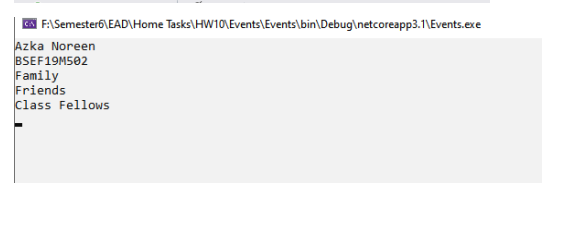 F:\Semester6\EAD\Home Tasks\HW10\Events\Events\bin\Debug\netcoreapp3.1\Events.exe
Azka Noreen
BSEF19M502
Family
Friends
Class Fellows